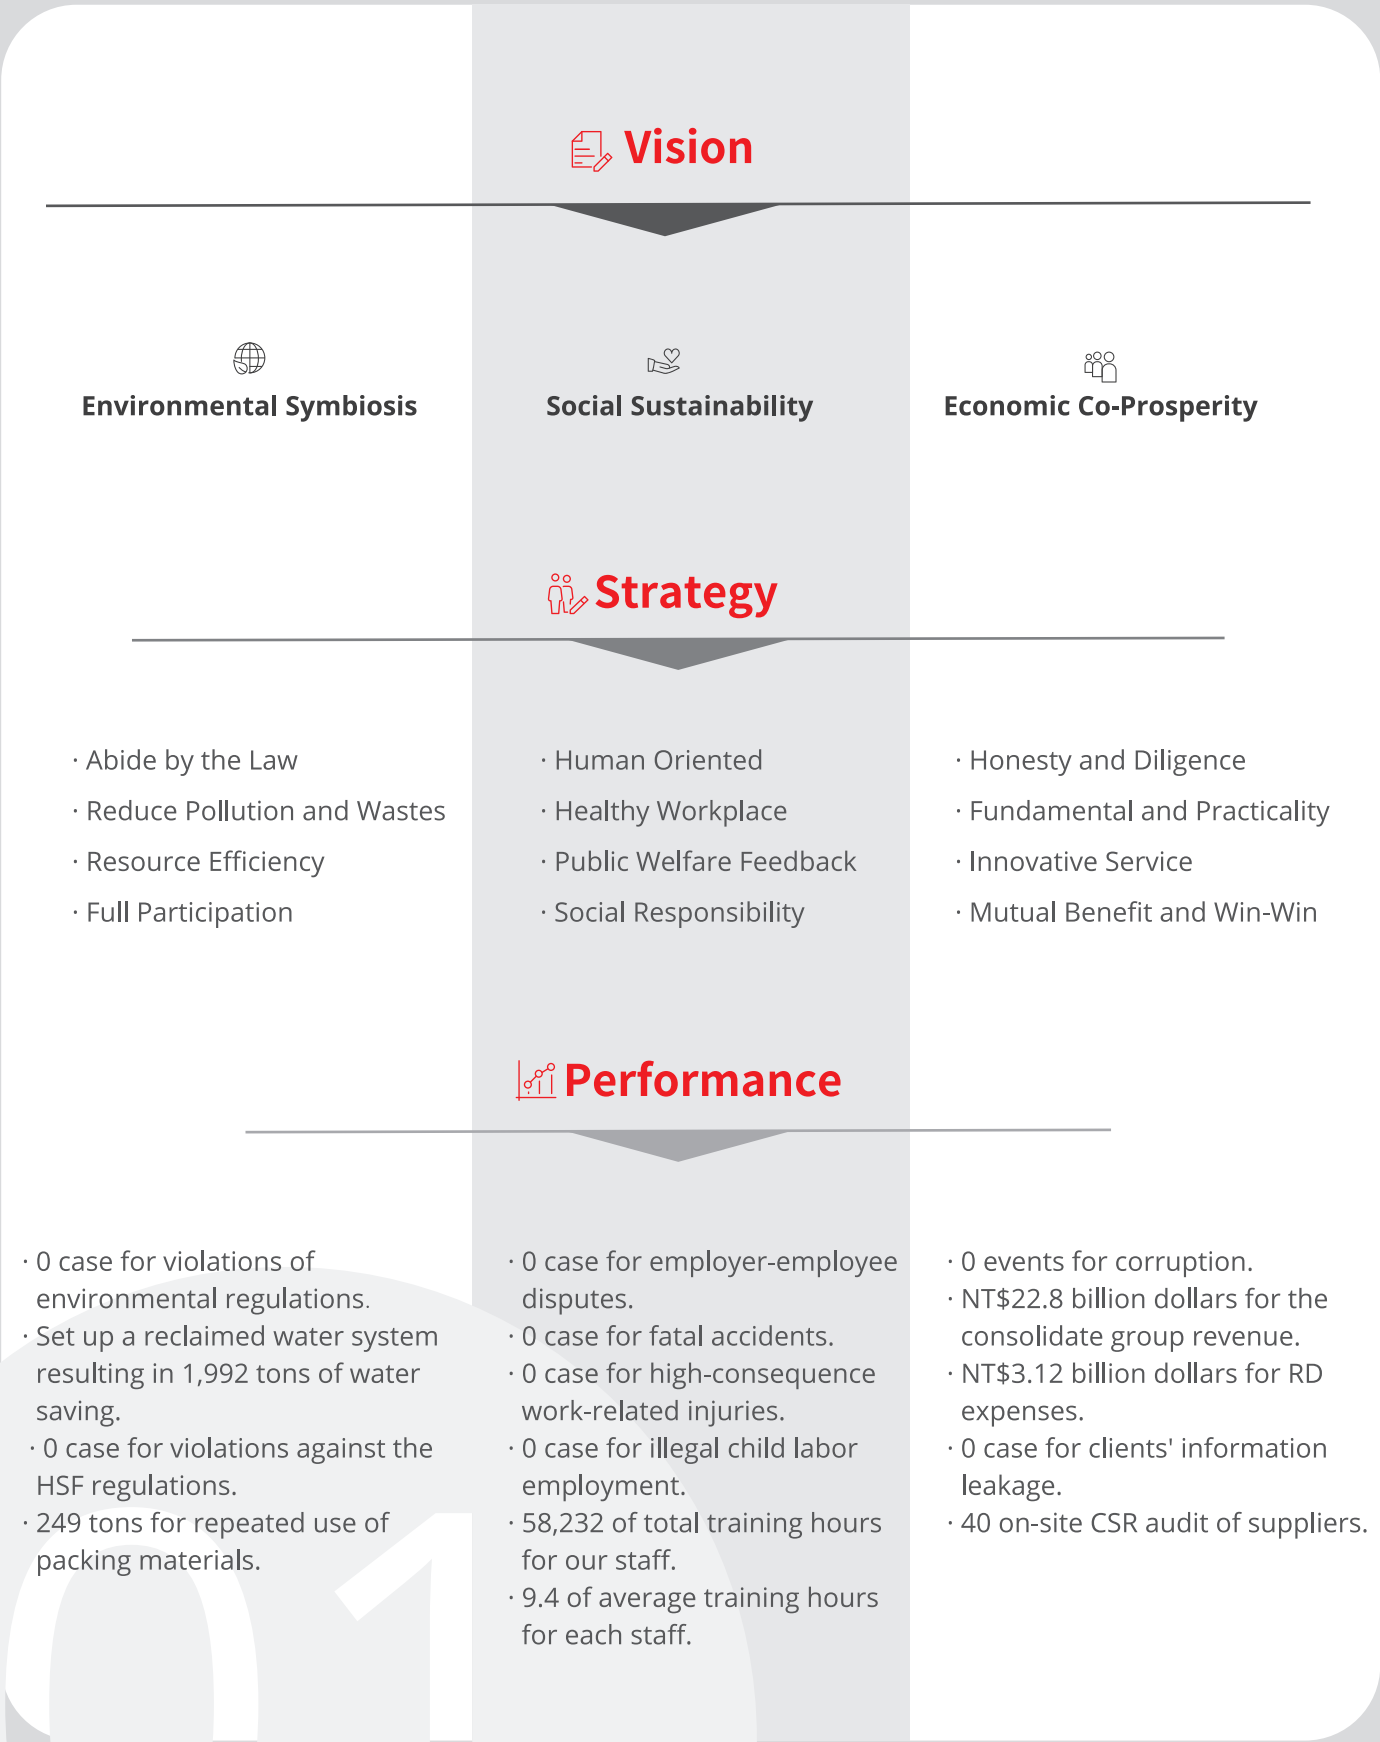 Vision
Environmental Symbiosis
Social Sustainability
Economic Co-Prosperity
Strategy
· Abide by the Law
· Reduce Pollution and Wastes
· Resource Efficiency
· Full Participation
· Human Oriented
· Healthy Workplace
· Public Welfare Feedback
· Social Responsibility
· Honesty and Diligence
· Fundamental and Practicality
· Innovative Service
· Mutual Benefit and Win-Win
Performance
· 0 case for violations of
environmental regulations.
· Set up a reclaimed water system
resulting in 1,992 tons of water
saving.
· 0 case for violations against the
HSF regulations.
· 249 tons for repeated use of
packing materials.
· 0 case for employer-employee
disputes.
· 0 case for fatal accidents.
· 0 case for high-consequence
work-related injuries.
· 0 case for illegal child labor
employment.
· 58,232 of total training hours
for our staff.
· 9.4 of average training hours
for each staff.
· 0 events for corruption.
· NT$22.8 billion dollars for the
consolidate group revenue.
· NT$3.12 billion dollars for RD
expenses.
· 0 case for clients' information
leakage.
· 40 on-site CSR audit of suppliers.
01